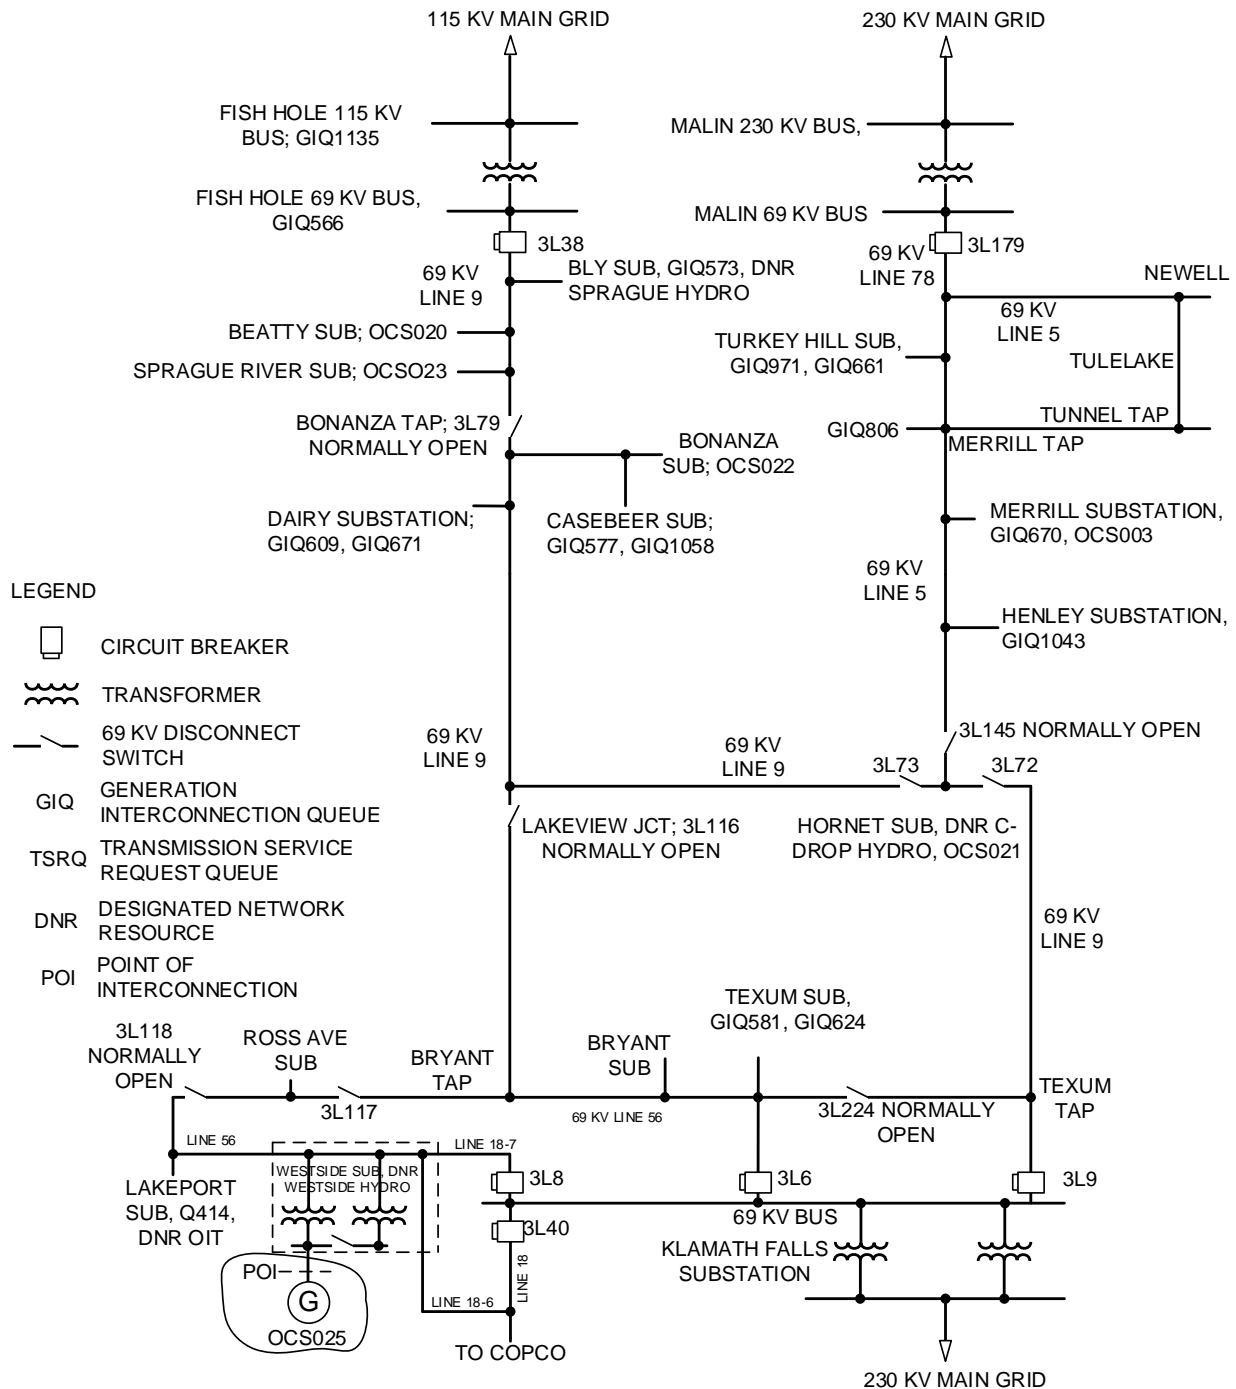 115 KV MAIN GRID
230 KV MAIN GRID
FISH HOLE 115 KV
BUS; GIQ1135
MALIN 230 KV BUS,
FISH HOLE 69 KV BUS,
GIQ566
MALIN 69 KV BUS
3L38
3L179
69 KV
LINE 9
BLY SUB, GIQ573, DNR
SPRAGUE HYDRO
69 KV
LINE 78
NEWELL
69 KV
LINE 5
BEATTY SUB; OCS020
TURKEY HILL SUB,
GIQ971, GIQ661
TULELAKE
SPRAGUE RIVER SUB; OCSO23
BONANZA TAP; 3L79
NORMALLY OPEN
TUNNEL TAP
GIQ806
MERRILL TAP
BONANZA
SUB; OCS022
DAIRY SUBSTATION;
GIQ609, GIQ671
CASEBEER SUB;
GIQ577, GIQ1058
MERRILL SUBSTATION,
GIQ670, OCS003
69 KV
LINE 5
HENLEY SUBSTATION,
GIQ1043
LEGEND
CIRCUIT BREAKER
TRANSFORMER
69 KV DISCONNECT
SWITCH
GIQ
GENERATION
INTERCONNECTION QUEUE
TSRQ
TRANSMISSION SERVICE
REQUEST QUEUE
DNR
DESIGNATED NETWORK
RESOURCE
POI
POINT OF
INTERCONNECTION
69 KV
LINE 9
69 KV
LINE 9
3L145 NORMALLY OPEN
3L73
3L72
LAKEVIEW JCT; 3L116
NORMALLY OPEN
HORNET SUB, DNR C-
DROP HYDRO, OCS021
69 KV
LINE 9
TEXUM SUB,
GIQ581, GIQ624
3L118
NORMALLY
OPEN
ROSS AVE
SUB
BRYANT
TAP
BRYANT
SUB
TEXUM
TAP
3L117
69 KV LINE 56
3L224 NORMALLY
OPEN
LINE 56
LINE 18-7
WESTSIDE SUB, DNR
WESTSIDE HYDRO
LAKEPORT
SUB, Q414,
DNR OIT
3L8
3L6
3L9
69 KV BUS
3L40
KLAMATH FALLS
SUBSTATION
LINE 18
POI
G
OCS025
LINE 18-6
TO COPCO
230 KV MAIN GRID